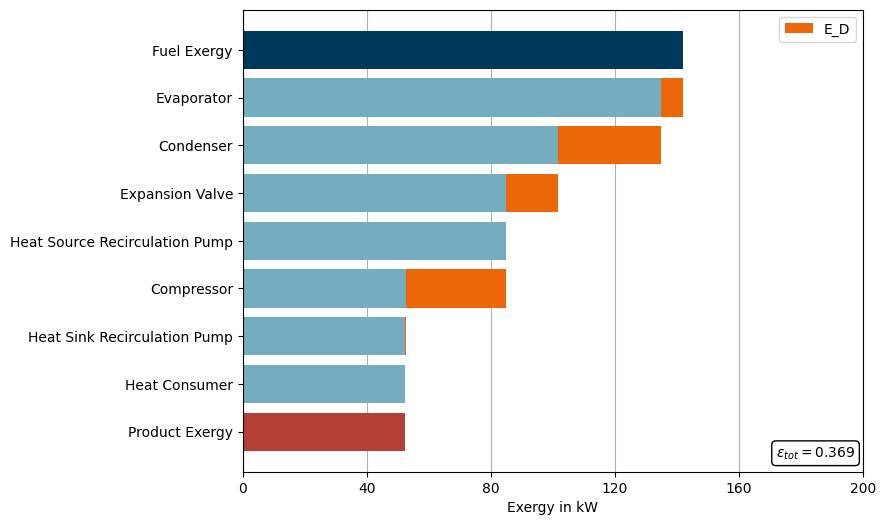 E_D
Fuel Exergy
Evaporator
Condenser
Expansion Valve
Heat Source Recirculation Pump
Compressor
Heat Sink Recirculation Pump
Heat Consumer
Product Exergy
ε_tot = 0.369
0 40 80 120 160 200
Exergy in kW